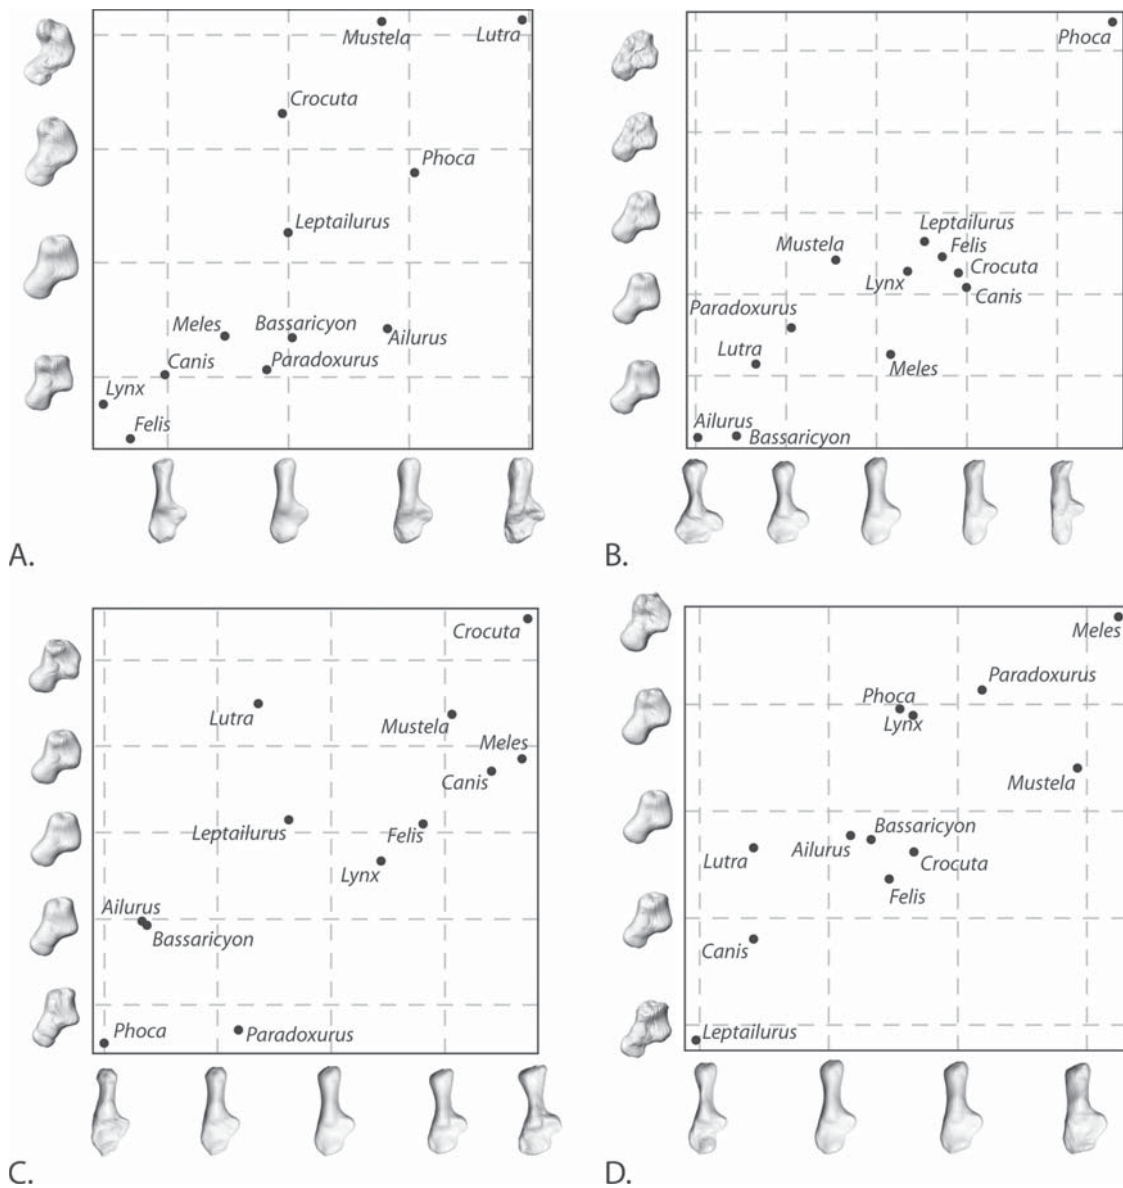 Mustela
Lutra
Crocuta
Phoca
Leptailurus
Meles
Bassaricyon
Ailurus
Canis
Paradoxurus
Lynx
Felis
A.
Phoca
Leptailurus
Mustela
Felis
Lynx
Crocuta
Canis
Paradoxurus
Lutra
Meles
Ailurus
Bassaricyon
B.
Crocuta
Lutra
Mustela
Meles
Canis
Leptailurus
Felis
Lynx
Ailurus
Bassaricyon
Phoca
Paradoxurus
C.
Meles
Paradoxurus
Phoca
Lynx
Mustela
Bassaricyon
Lutra
Ailurus
Crocuta
Felis
Canis
Leptailurus
D.